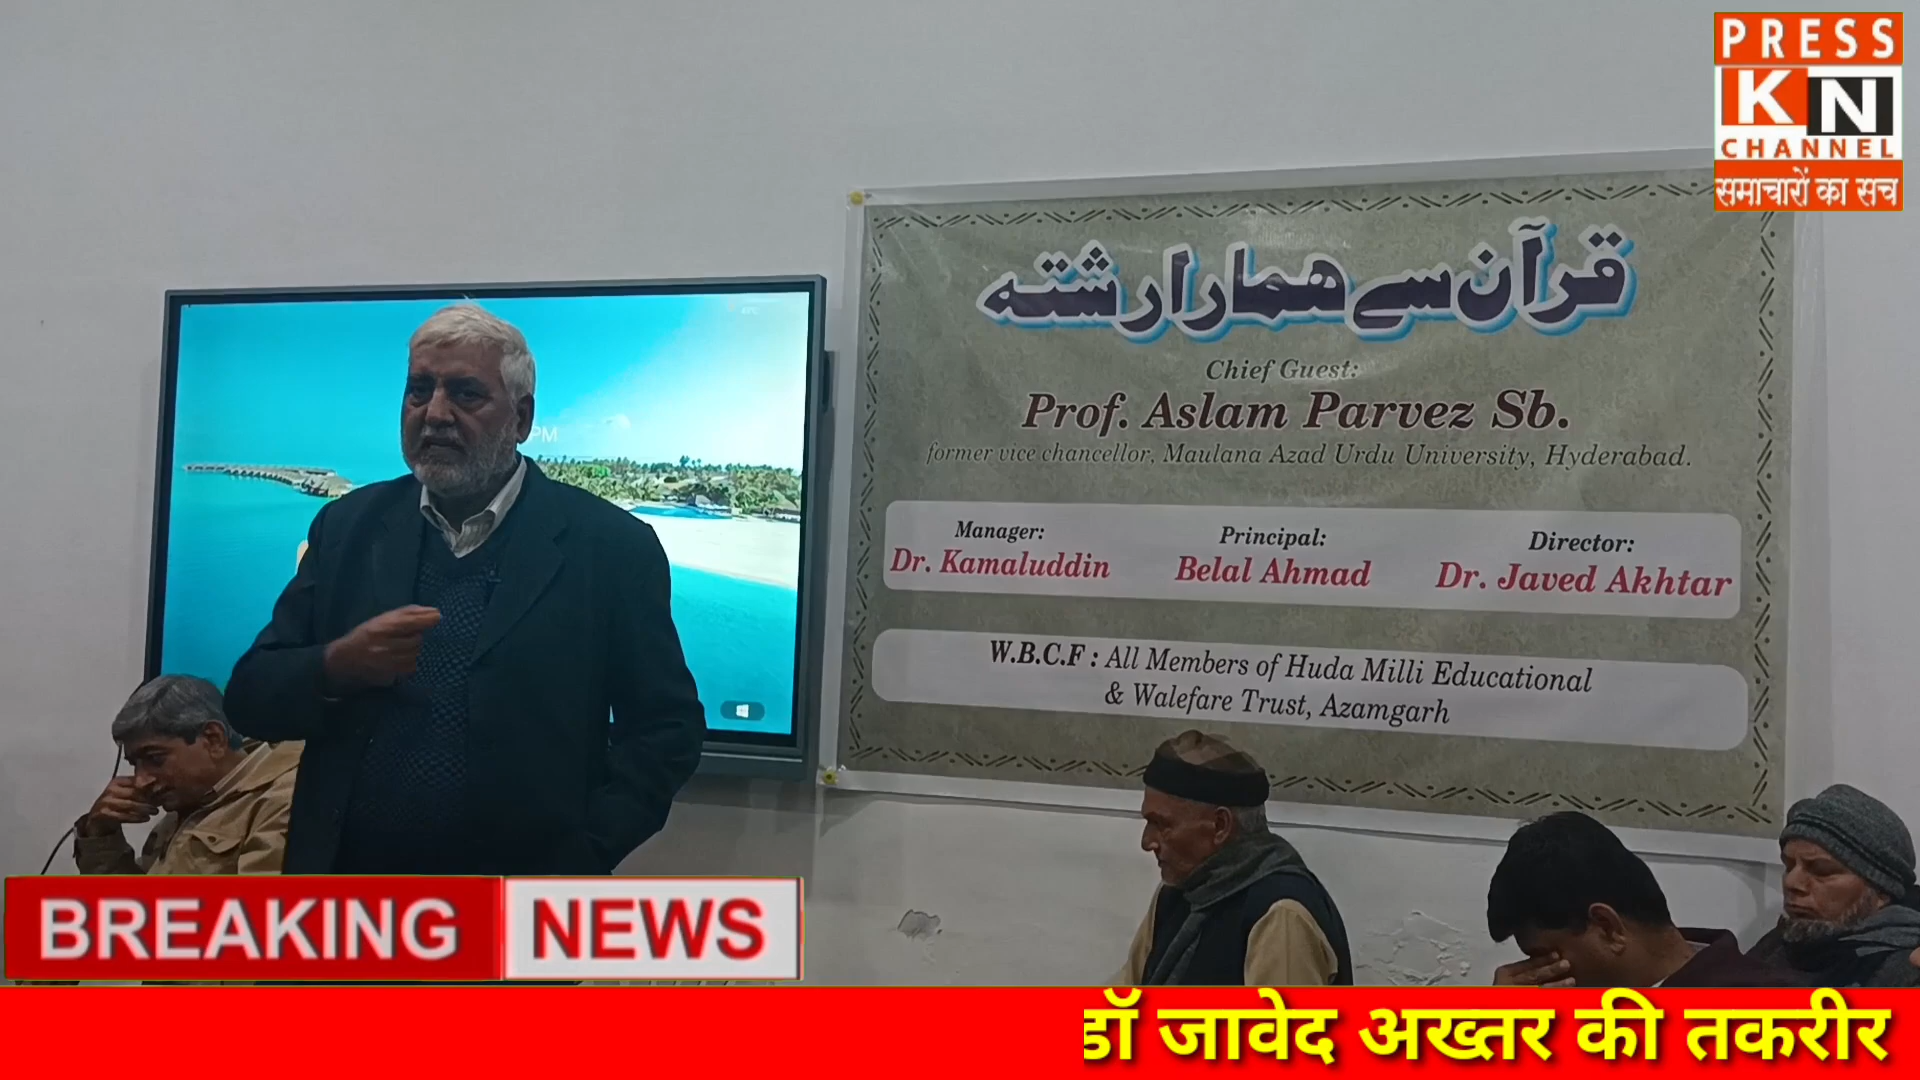 PRESS
KN
CHANNEL
समाचारों का सच
قرآن سے ہمارا رشتہ
Chief Guest:
Prof. Aslam Parvez Sb.
former vice chancellor, Maulana Azad Urdu University, Hyderabad.
Manager:
Dr. Kamaluddin
Principal:
Belal Ahmad
Director:
Dr. Javed Akhtar
W.B.C.F : All Members of Huda Milli Educational
& Walefare Trust, Azamgarh
PM
BREAKING NEWS
डॉ जावेद अख्तर की तकरीर